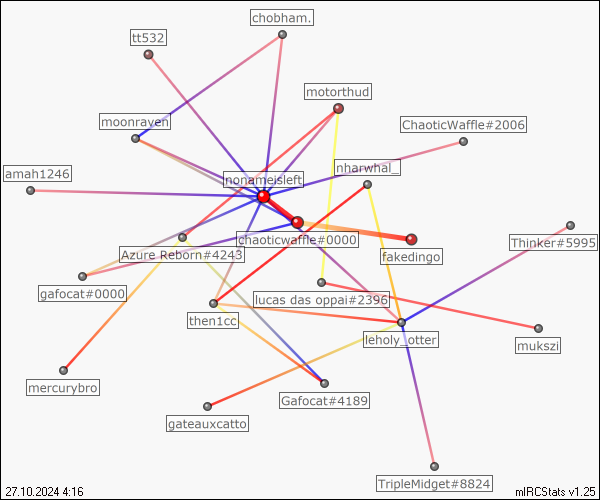 chobham.
tt532
motorthud
moonraven
ChaoticWaffle#2006
nharwhal_
amah1246
nonameisleft
chaoticwaffle#0000
Thinker#5995
Azure Reborn#4243
fakedingo
gafocat#0000
lucas das oppai#2396
then1cc
leholy_otter
mukszi
mercurybro
Gafocat#4189
gateauxcatto
TripleMidget#8824
27.10.2024 4:16
mIRCStats v1.25